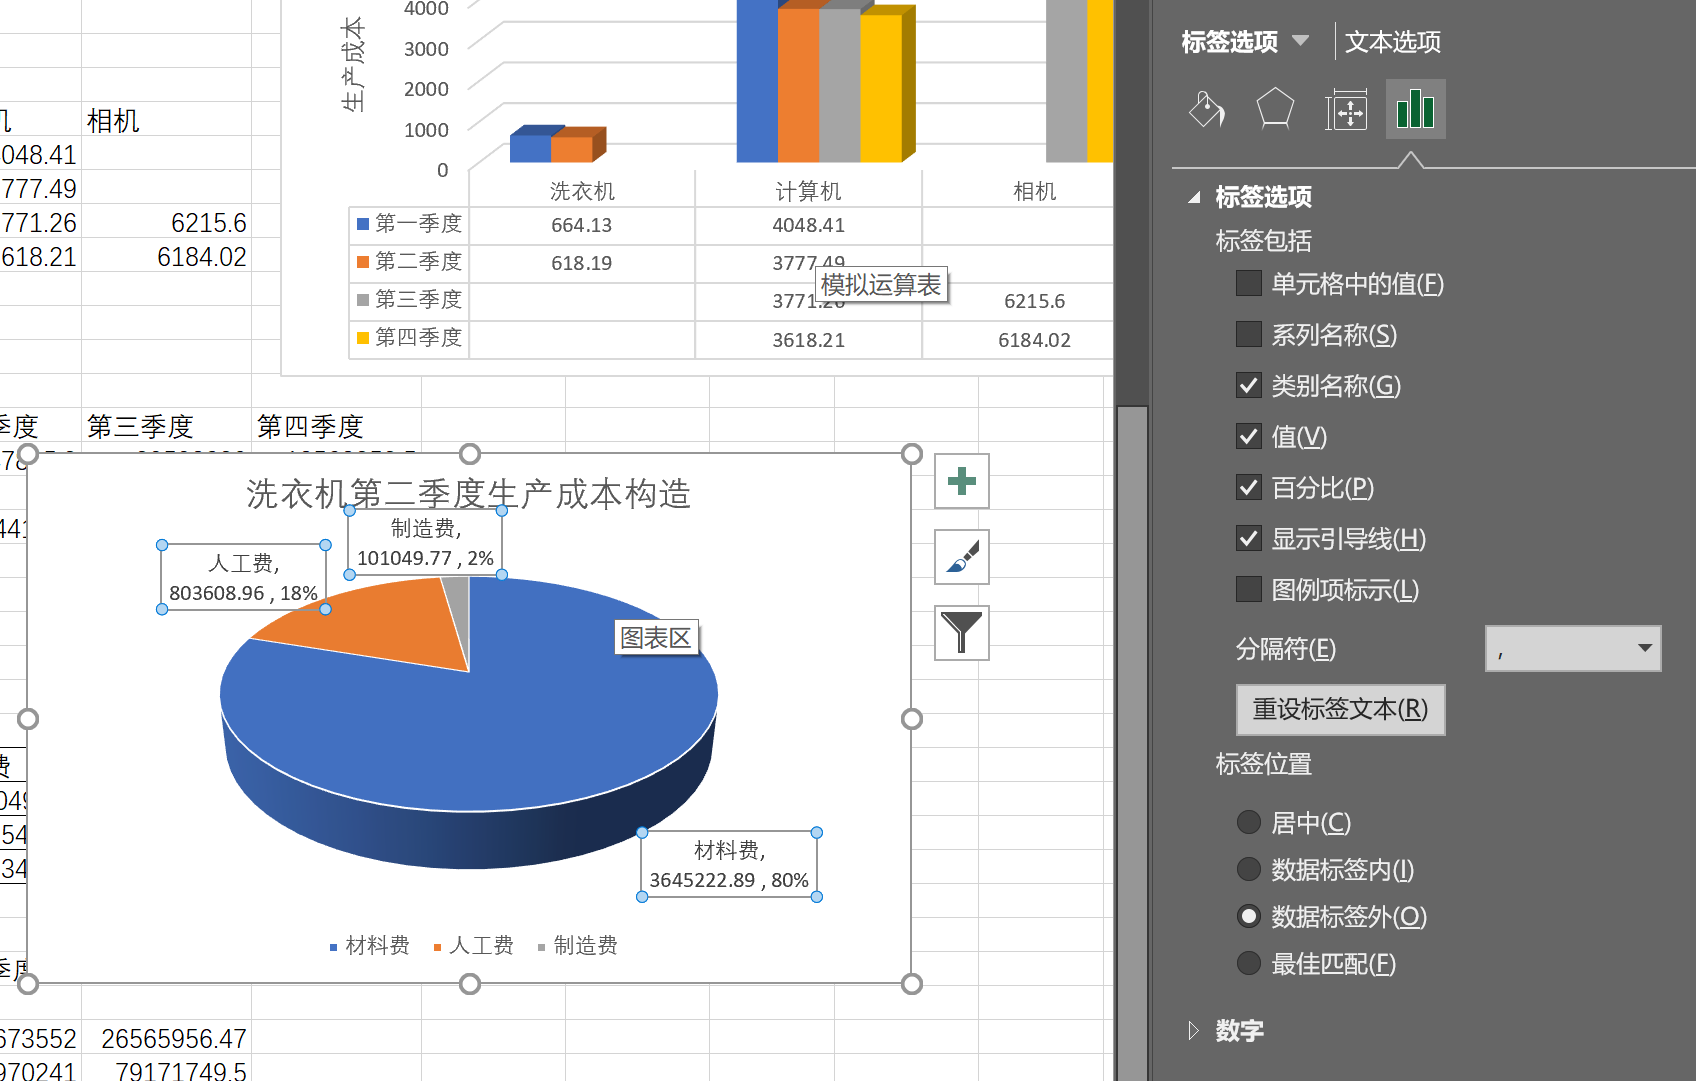 机 相机
048.41
777.49
771.26 6215.6
618.21 6184.02
季度 第三季度 第四季度
441
费
049
54
34
季度
673552 26565956.47
970241 79171749.5
生产成本
4000
3000
2000
1000
0
洗衣机 计算机 相机
第一季度 664.13 4048.41
第二季度 618.19 3777.49
第三季度 3771.26 6215.6
第四季度 3618.21 6184.02
模拟运算表
洗衣机第二季度生产成本构造
制造费,
101049.77 , 2%
人工费,
803608.96 , 18%
图表区
材料费,
3645222.89 , 80%
材料费 人工费 制造费
标签选项 文本选项
标签选项
标签包括
单元格中的值(F)
系列名称(S)
类别名称(G)
值(V)
百分比(P)
显示引导线(H)
图例项标示(L)
分隔符(E) ,
重设标签文本(R)
标签位置
居中(C)
数据标签内(I)
数据标签外(O)
最佳匹配(F)
数字